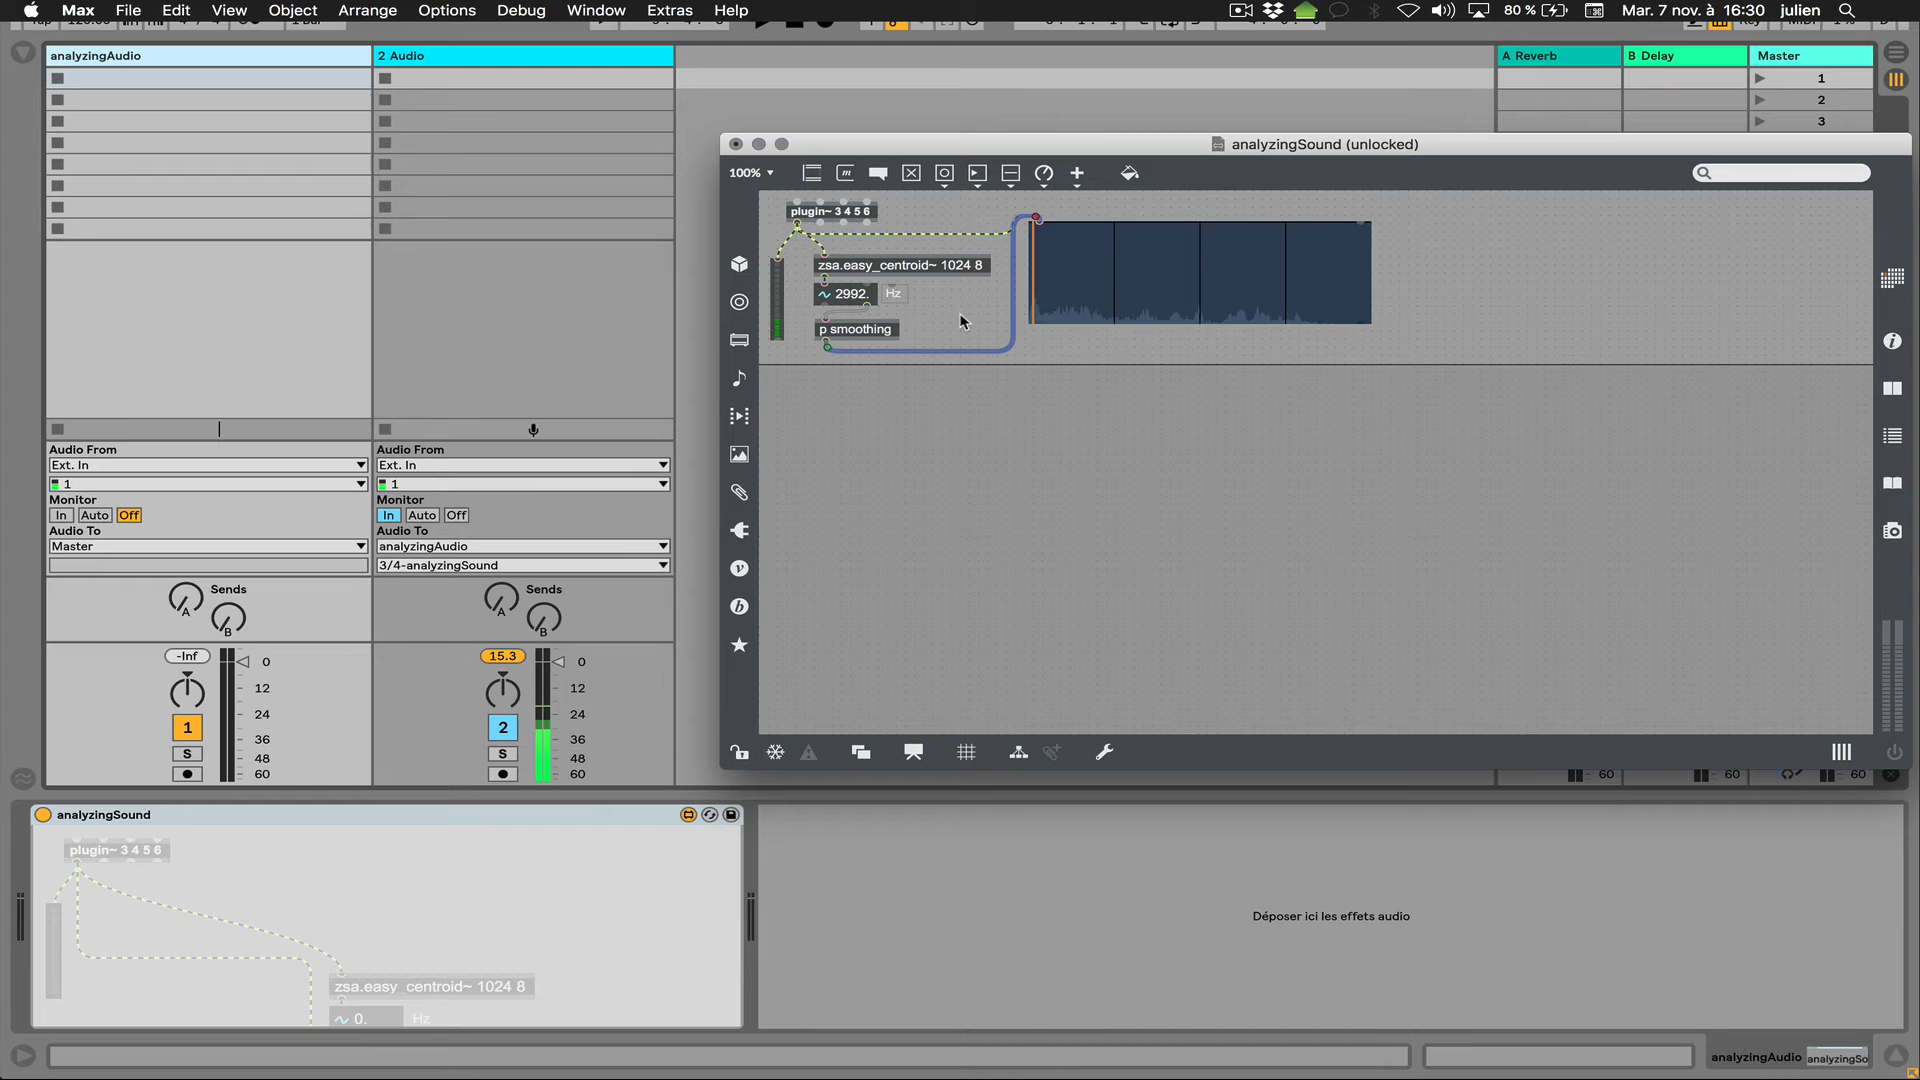 Max File Edit View Object Arrange Options Debug Window Extras Help
80 % Mar. 7 nov. à 16:30 julien
analyzingAudio
2 Audio
A Reverb
B Delay
Master
1
2
3
analyzingSound (unlocked)
100%
plugin~ 3 4 5 6
zsa.easy_centroid~ 1024 8
2992. Hz
p smoothing
Audio From
Ext. In
1
Monitor
In Auto Off
Audio To
Master
Audio From
Ext. In
1
Monitor
In Auto Off
Audio To
analyzingAudio
3/4-analyzingSound
Sends
A
B
Sends
A
B
-Inf
0
12
24
36
48
60
1
S
15.3
0
12
24
36
48
60
2
S
60
60
60
analyzingSound
plugin~ 3 4 5 6
zsa.easy_centroid~ 1024 8
0. Hz
Déposer ici les effets audio
analyzingAudio
analyzingSo